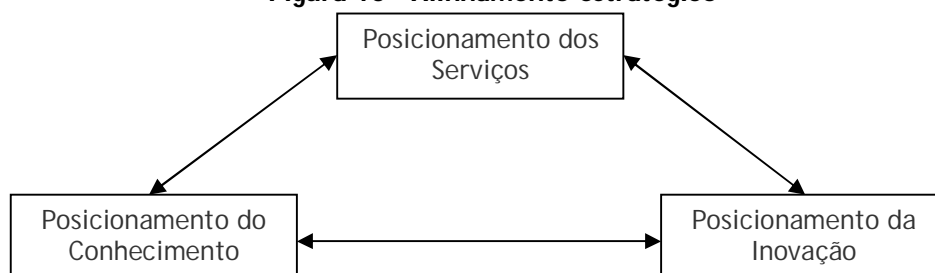 Posicionamento dos
Serviços
Posicionamento do
Conhecimento
Posicionamento da
Inovação